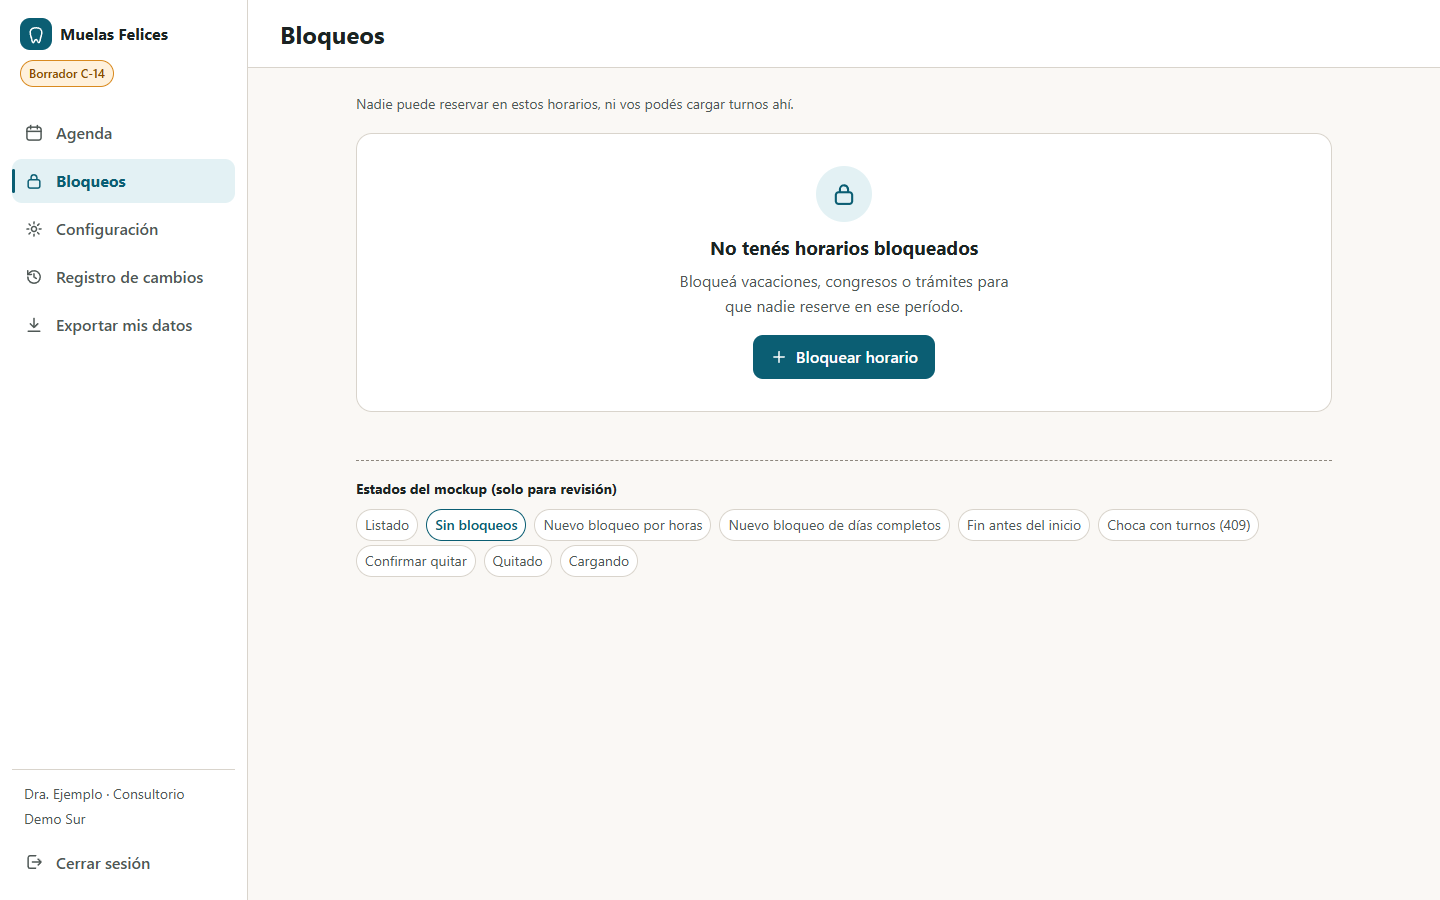 Muelas Felices
Borrador C-14
Agenda
Bloqueos
Configuración
Registro de cambios
Exportar mis datos
Dra. Ejemplo · Consultorio
Demo Sur
Cerrar sesión
Bloqueos
Nadie puede reservar en estos horarios, ni vos podés cargar turnos ahí.
No tenés horarios bloqueados
Bloqueá vacaciones, congresos o trámites para
que nadie reserve en ese período.
+ Bloquear horario
Estados del mockup (solo para revisión)
Listado Sin bloqueos Nuevo bloqueo por horas Nuevo bloqueo de días completos Fin antes del inicio Choca con turnos (409)
Confirmar quitar Quitado Cargando